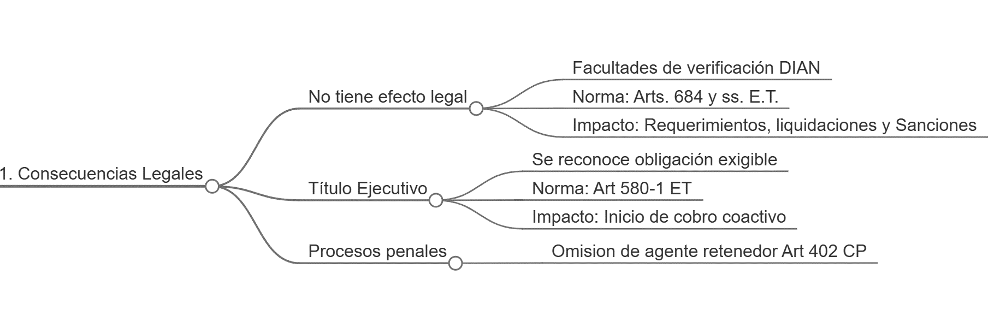 1. Consecuencias Legales
No tiene efecto legal
Facultades de verificación DIAN
Norma: Arts. 684 y ss. E.T.
Impacto: Requerimientos, liquidaciones y Sanciones
Título Ejecutivo
Se reconoce obligación exigible
Norma: Art 580-1 ET
Impacto: Inicio de cobro coactivo
Procesos penales
Omision de agente retenedor Art 402 CP